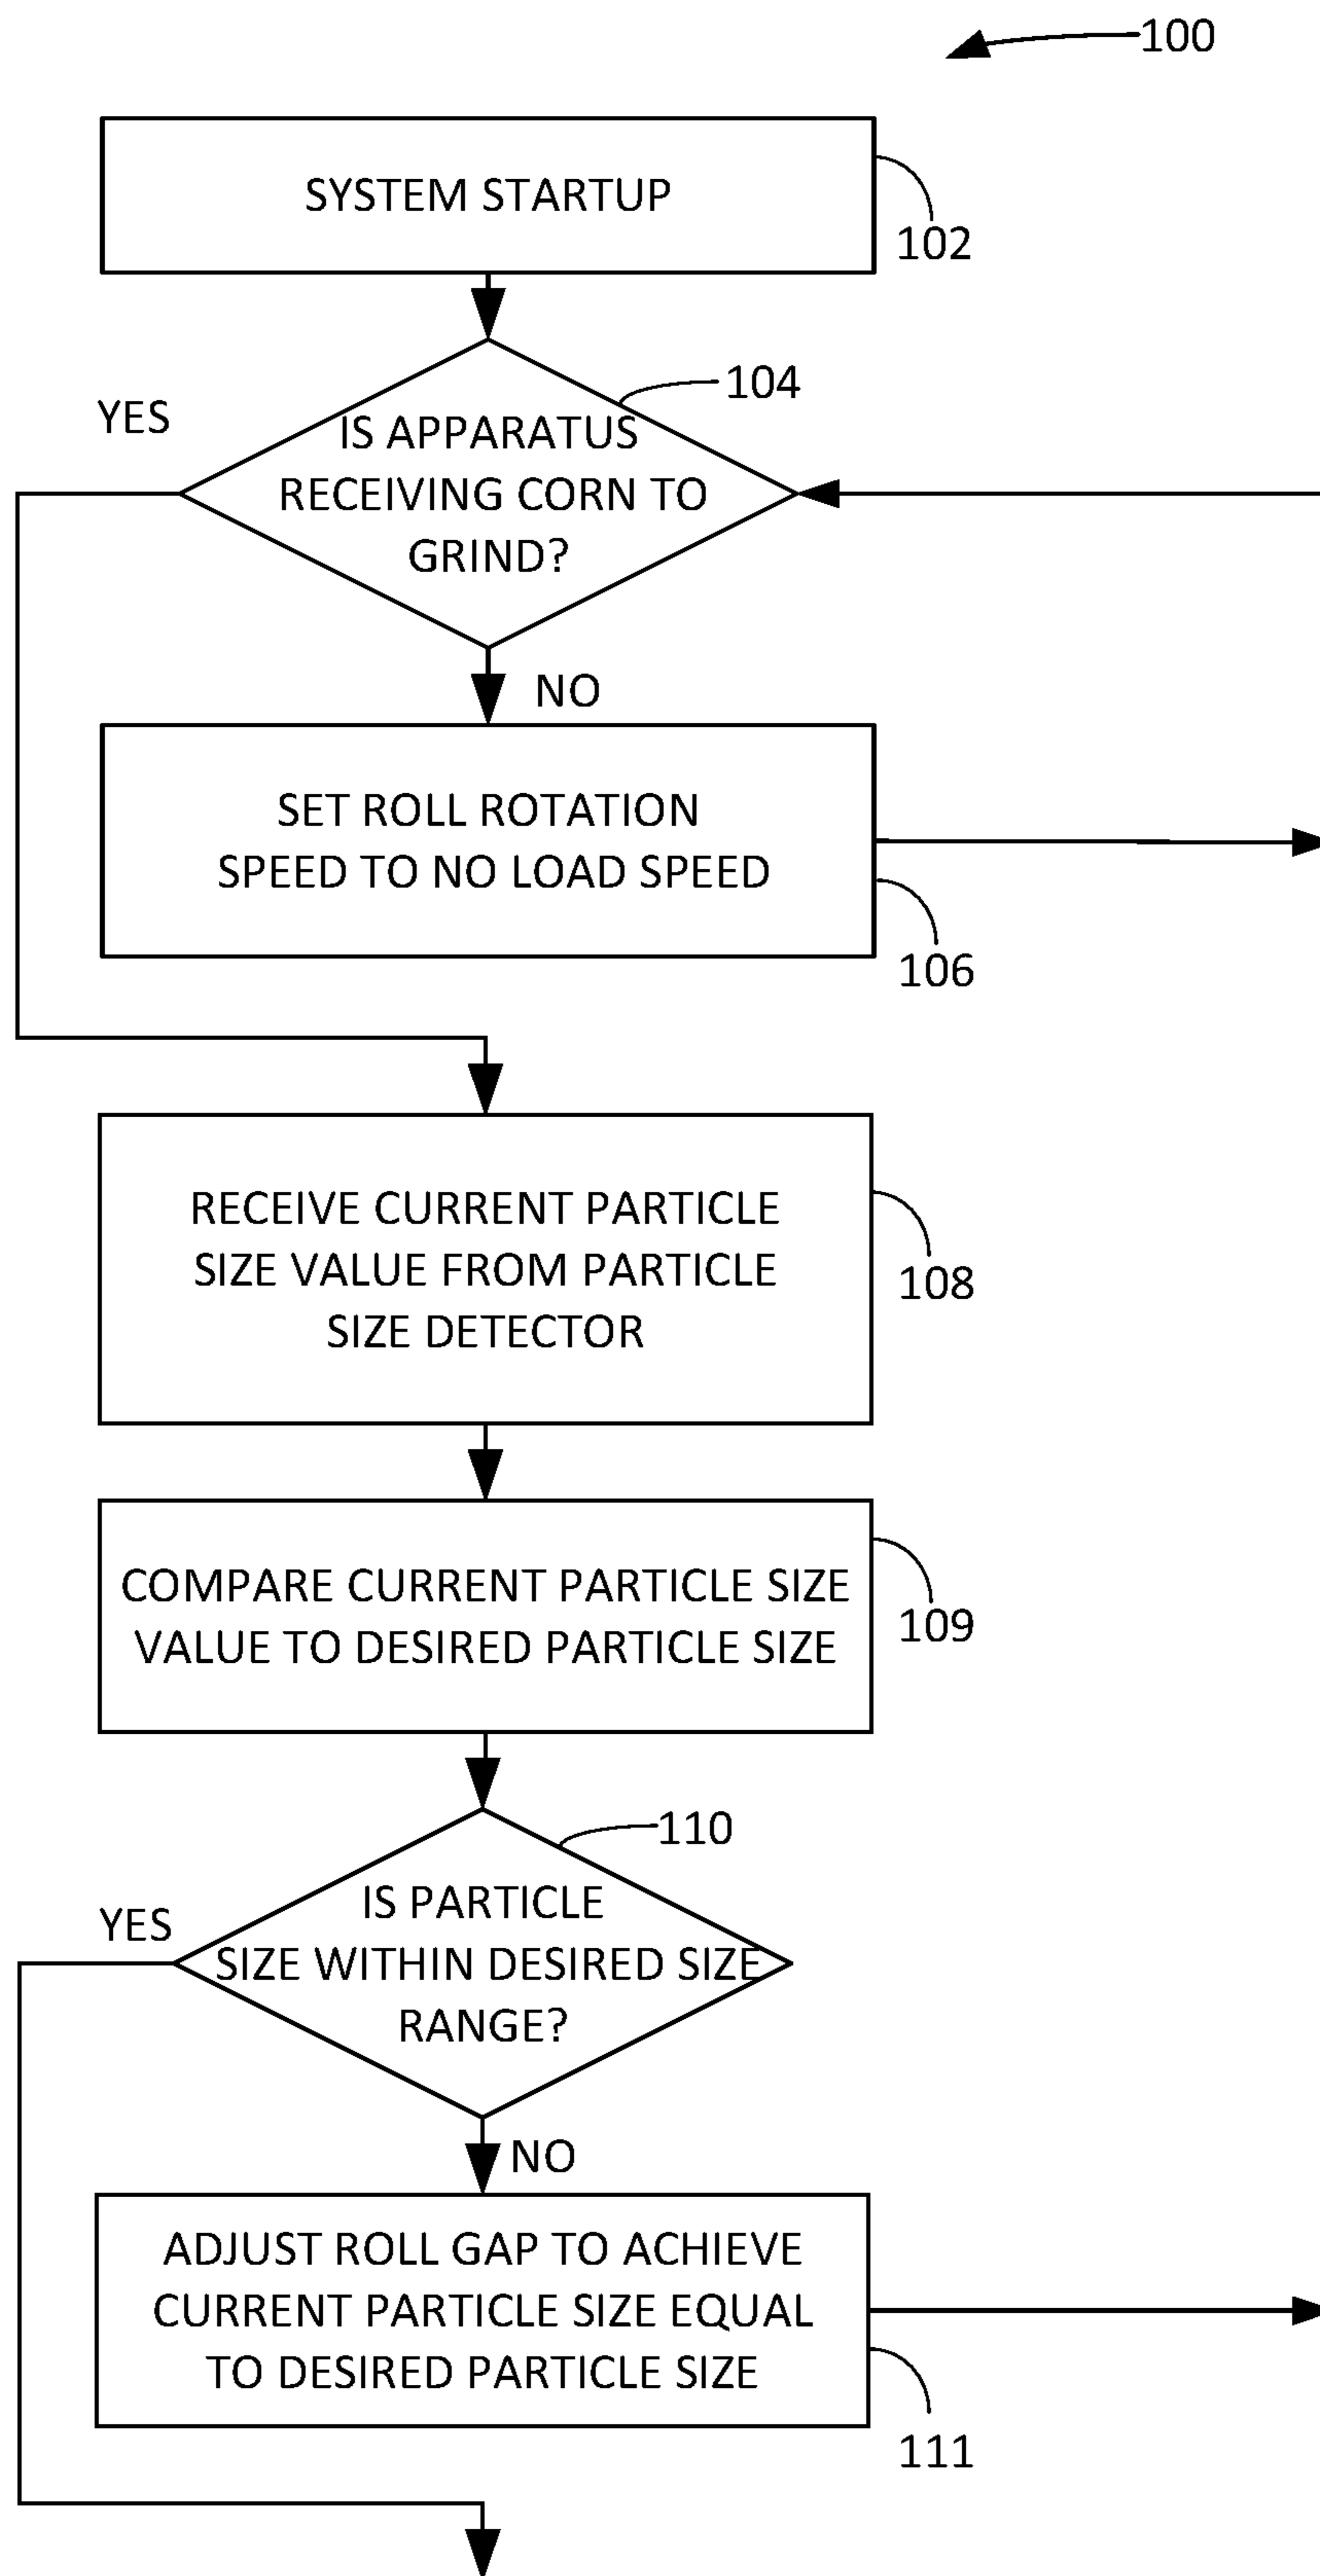 100
SYSTEM STARTUP
102
104
YES
IS APPARATUS
RECEIVING CORN TO
GRIND?
NO
SET ROLL ROTATION
SPEED TO NO LOAD SPEED
106
RECEIVE CURRENT PARTICLE
SIZE VALUE FROM PARTICLE
SIZE DETECTOR
108
COMPARE CURRENT PARTICLE SIZE
VALUE TO DESIRED PARTICLE SIZE
109
110
YES
IS PARTICLE
SIZE WITHIN DESIRED SIZE
RANGE?
NO
ADJUST ROLL GAP TO ACHIEVE
CURRENT PARTICLE SIZE EQUAL
TO DESIRED PARTICLE SIZE
111